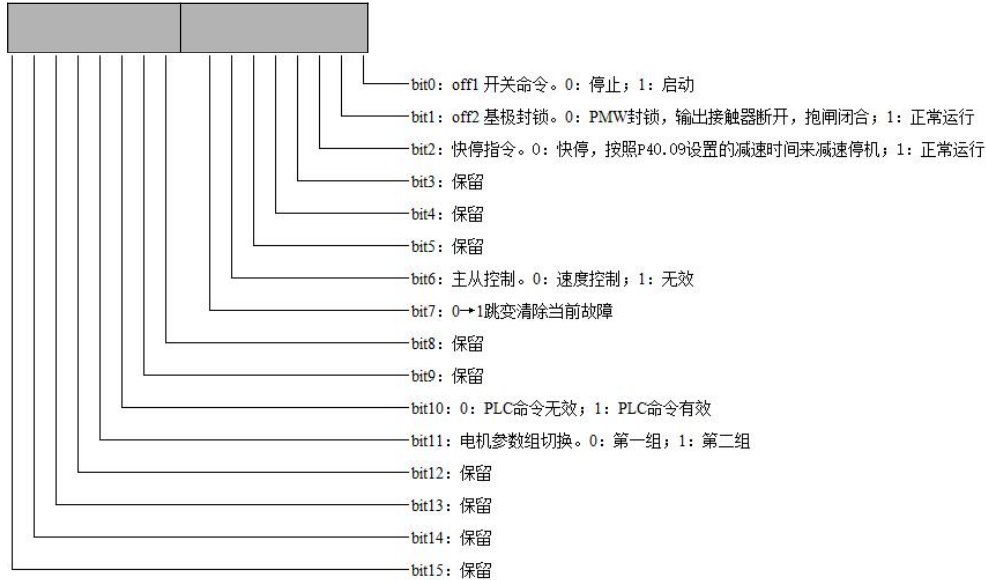 bit0：off1 开关命令。0：停止；1：启动
bit1：off2 基极封锁。0：PMW封锁，输出接触器断开，抱闸闭合；1：正常运行
bit2：快停指令。0：快停，按照P40.09设置的减速时间来减速停机；1：正常运行
bit3：保留
bit4：保留
bit5：保留
bit6：主从控制。0：速度控制；1：无效
bit7：0→1跳变清除当前故障
bit8：保留
bit9：保留
bit10：0：PLC命令无效；1：PLC命令有效
bit11：电机参数组切换。0：第一组；1：第二组
bit12：保留
bit13：保留
bit14：保留
bit15：保留